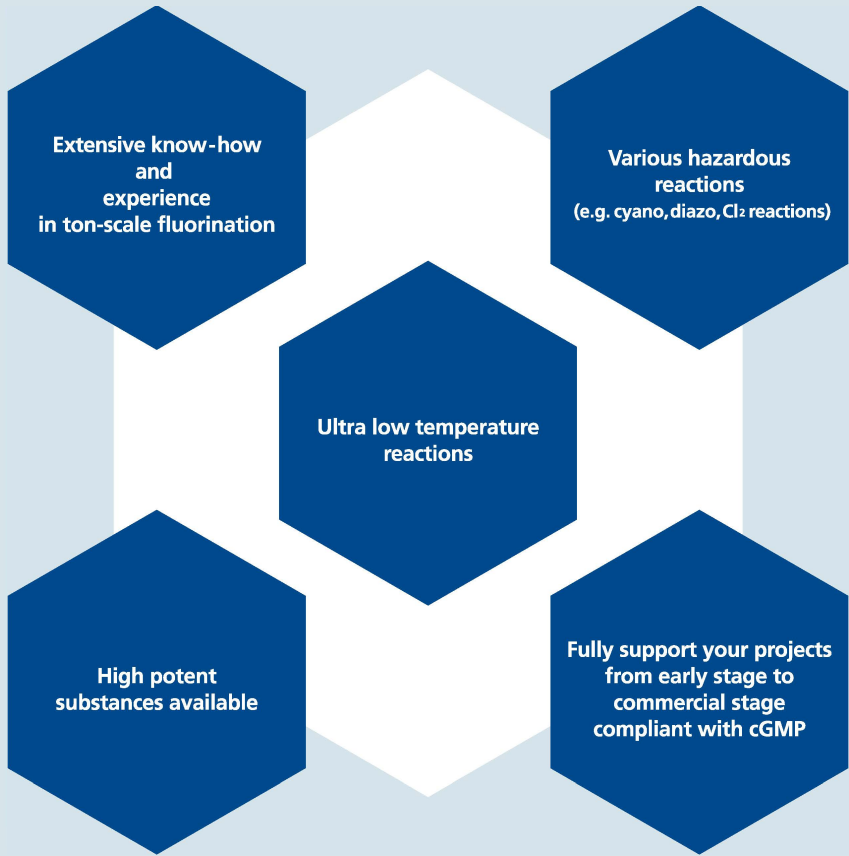 Extensive know-how
and
experience
in ton-scale fluorination
Various hazardous
reactions
(e.g. cyano, diazo, Cl₂ reactions)
Ultra low temperature
reactions
High potent
substances available
Fully support your projects
from early stage to
commercial stage
compliant with cGMP